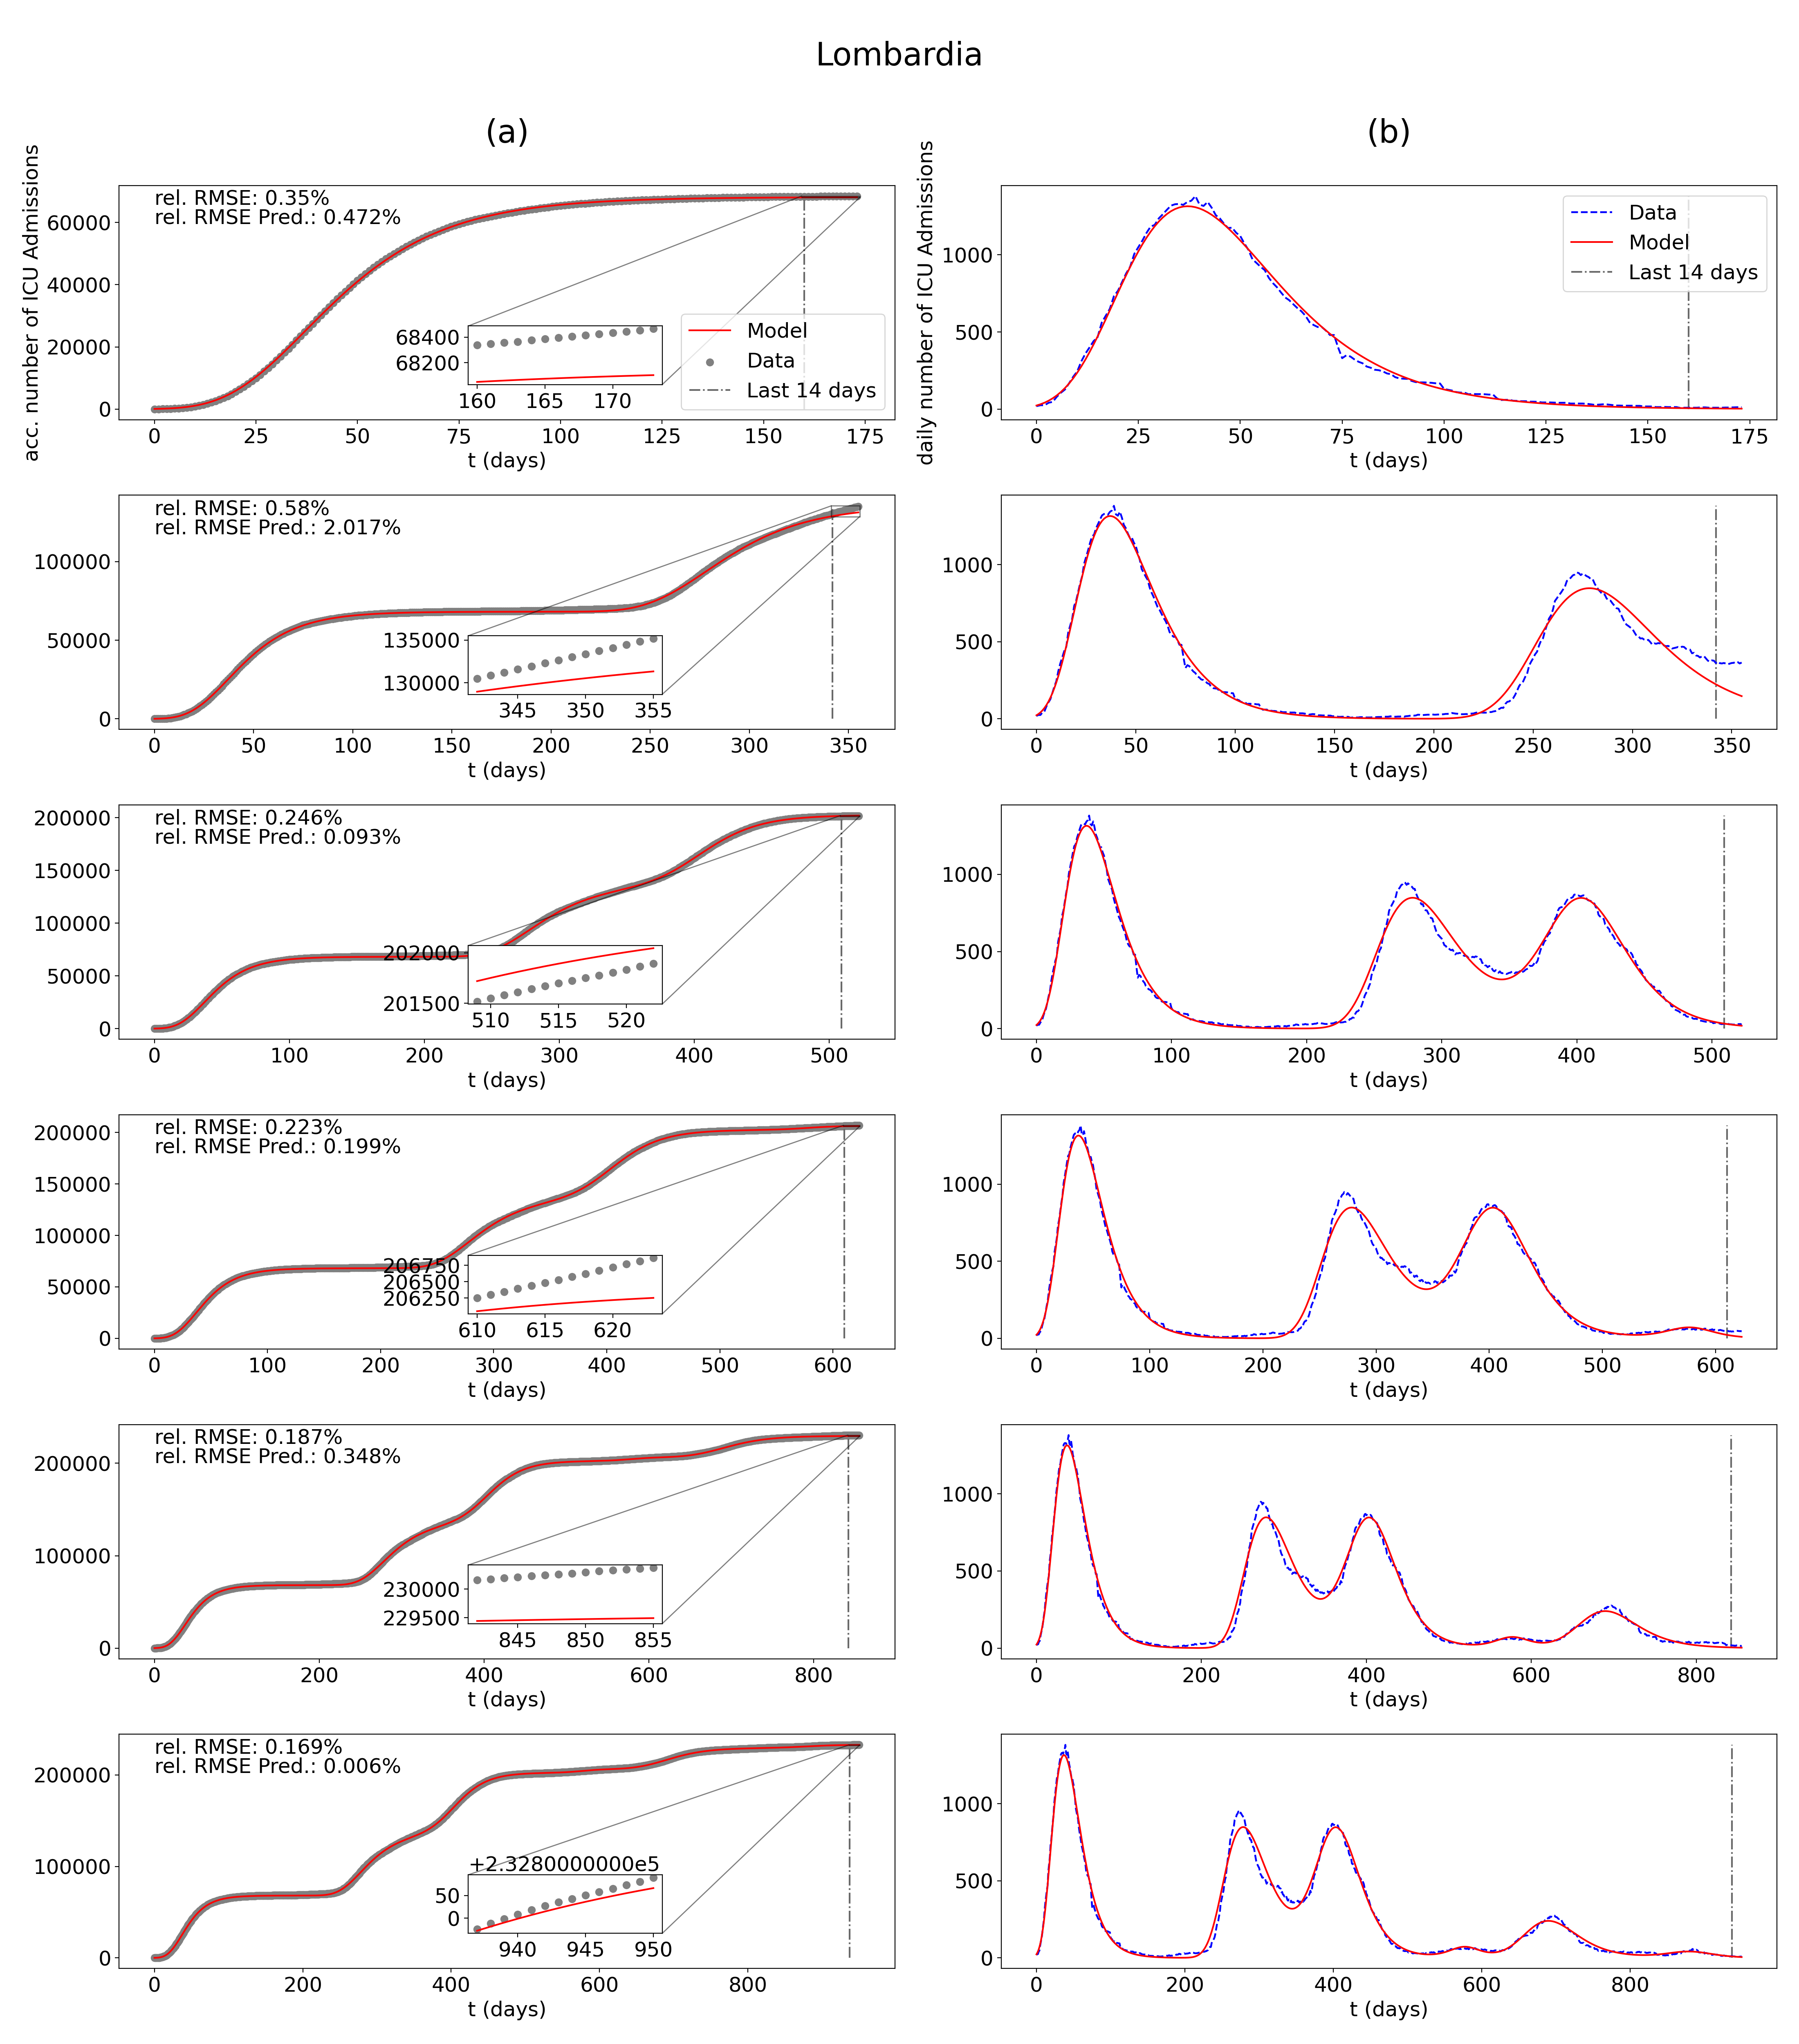 Lombardia
(a)
(b)
acc. number of ICU Admissions
rel. RMSE: 0.35%
rel. RMSE Pred.: 0.472%
60000
40000
20000
0
68400
68200
160 165 170
Model
Data
Last 14 days
0 25 50 75 100 125 150 175
t (days)
daily number of ICU Admissions
1000
500
0
Data
Model
Last 14 days
0 25 50 75 100 125 150 175
t (days)
rel. RMSE: 0.58%
rel. RMSE Pred.: 2.017%
100000
50000
0
135000
130000
345 350 355
0 50 100 150 200 250 300 350
t (days)
1000
500
0
0 50 100 150 200 250 300 350
t (days)
rel. RMSE: 0.246%
rel. RMSE Pred.: 0.093%
200000
150000
100000
50000
0
202000
201500
510 515 520
0 100 200 300 400 500
t (days)
1000
500
0
0 100 200 300 400 500
t (days)
rel. RMSE: 0.223%
rel. RMSE Pred.: 0.199%
200000
150000
100000
50000
0
206750
206500
206250
610 615 620
0 100 200 300 400 500 600
t (days)
1000
500
0
0 100 200 300 400 500 600
t (days)
rel. RMSE: 0.187%
rel. RMSE Pred.: 0.348%
200000
100000
0
230000
229500
845 850 855
0 200 400 600 800
t (days)
1000
500
0
0 200 400 600 800
t (days)
rel. RMSE: 0.169%
rel. RMSE Pred.: 0.006%
200000
100000
0
+2.3280000000e5
50
0
940 945 950
0 200 400 600 800
t (days)
1000
500
0
0 200 400 600 800
t (days)